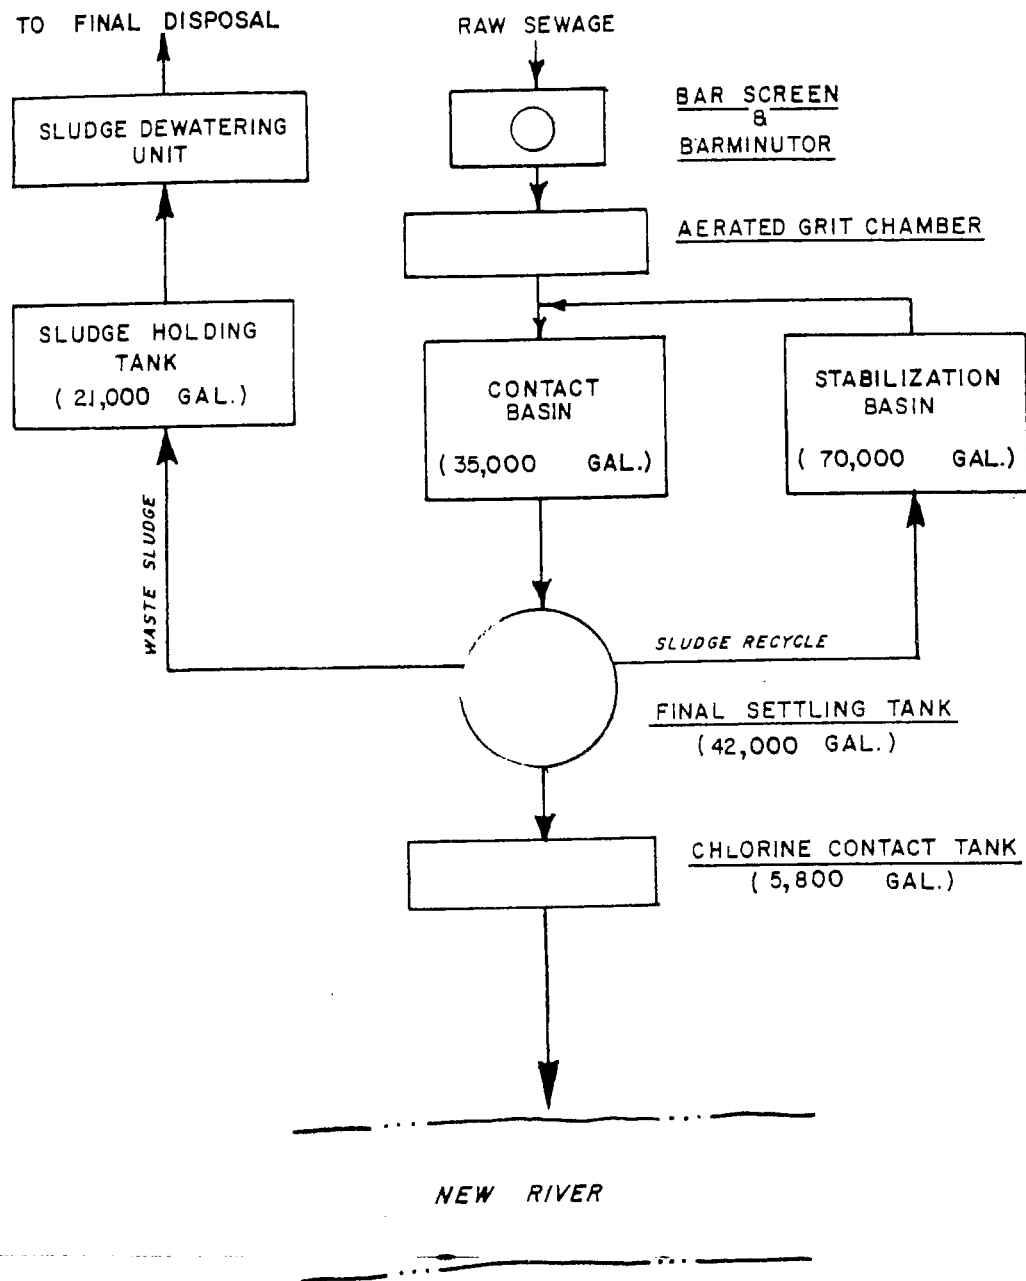 TO FINAL DISPOSAL
RAW SEWAGE
BAR SCREEN
&
BARMINUTOR
SLUDGE DEWATERING
UNIT
AERATED GRIT CHAMBER
SLUDGE HOLDING
TANK
( 21,000 GAL.)
CONTACT
BASIN
( 35,000 GAL.)
STABILIZATION
BASIN
( 70,000 GAL.)
WASTE SLUDGE
SLUDGE RECYCLE
FINAL SETTLING TANK
( 42,000 GAL.)
CHLORINE CONTACT TANK
( 5,800 GAL.)
NEW RIVER